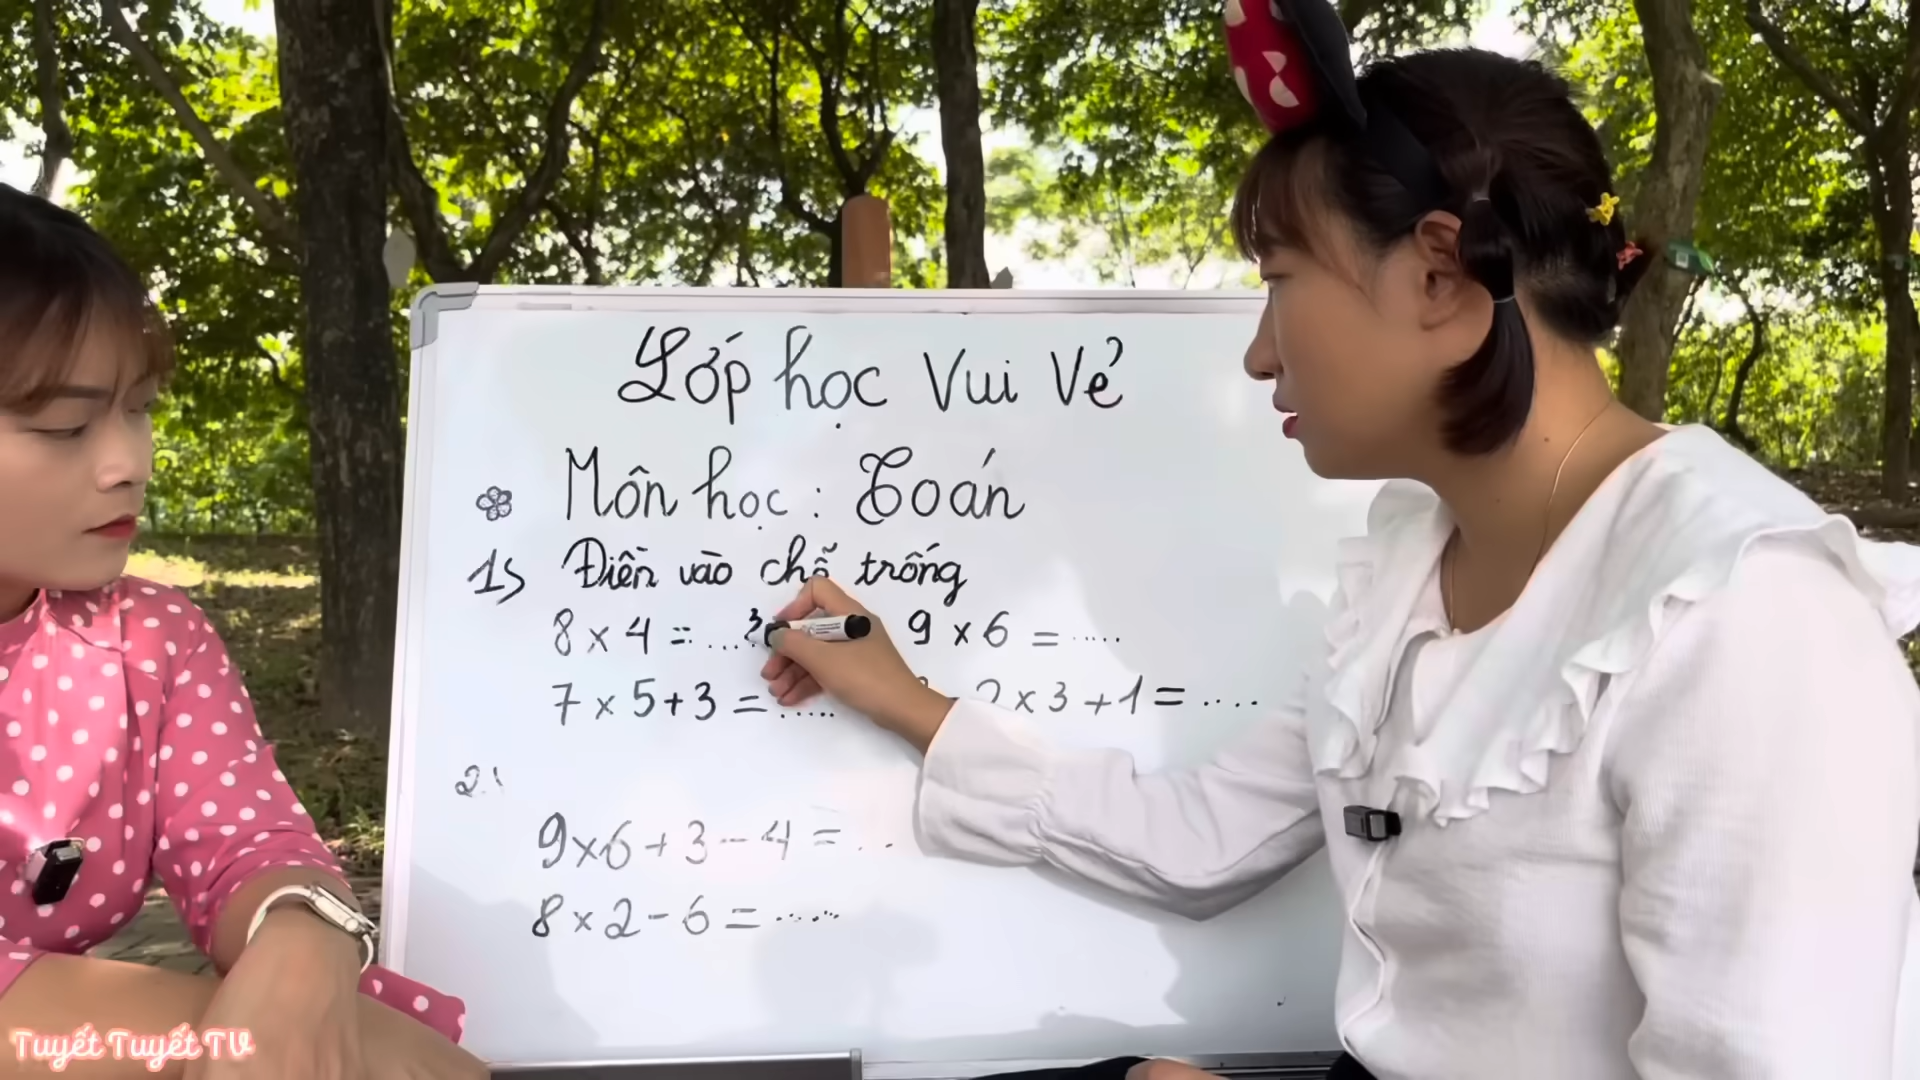 Lớp học Vui Vẻ
Môn học : Toán
1, Điền vào chỗ trống
8 x 4 = ....3
9 x 6 = .....
7 x 5 + 3 = .....
2 x 3 + 1 = ....
2.
9 x 6 + 3 - 4 = ..
8 x 2 - 6 = ......
Tuyết Tuyết TV